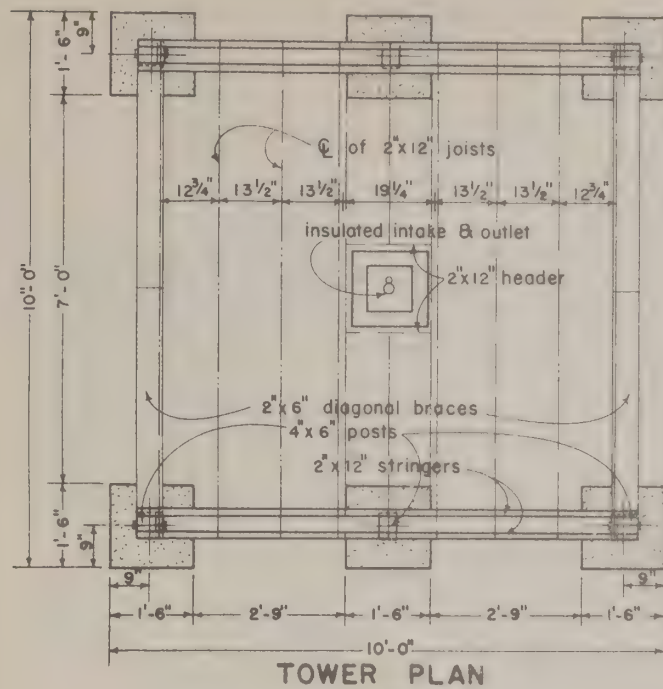 9"
1'-6"
℄ of 2"x12" joists
12¾" 13½" 13½" 19¼" 13½" 13½" 12¾"
insulated intake & outlet
2"x12" header
8
10'-0"
7'-0"
2"x6" diagonal braces
4"x6" posts
2"x12" stringers
1'-6"
9"
9" 9"
1'-6" 2'-9" 1'-6" 2'-9" 1'-6"
10'-0"
TOWER PLAN